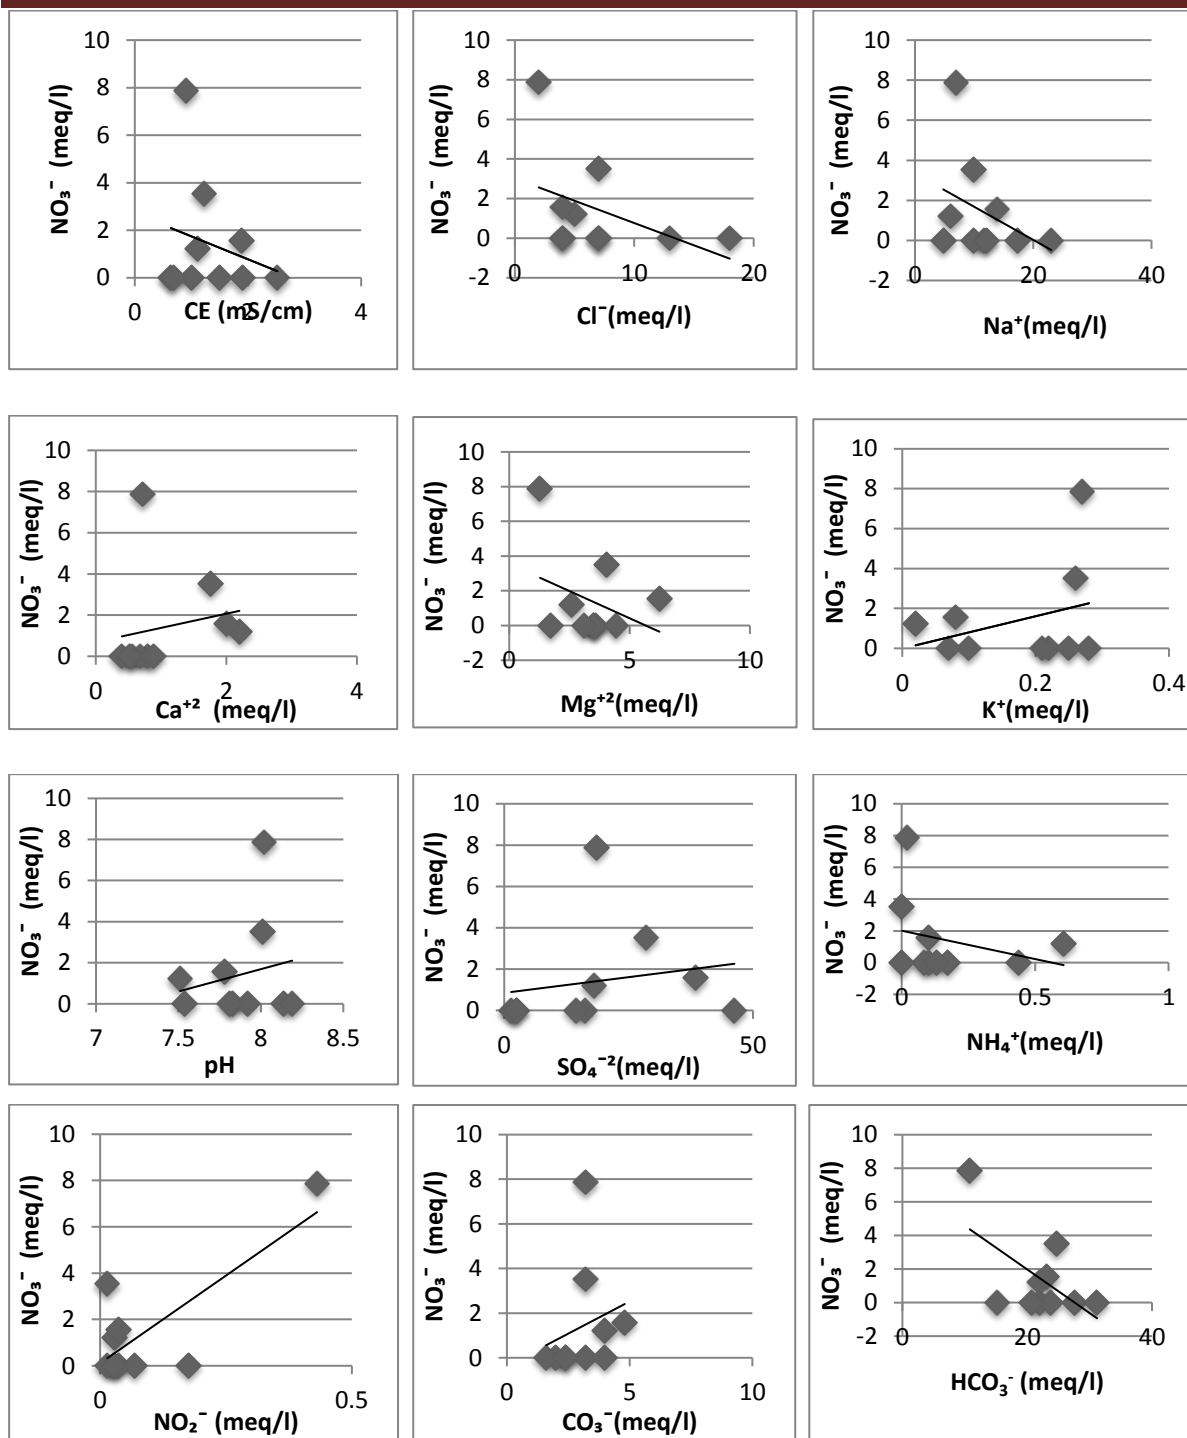 10
8
6
4
2
0
0 2 4
NO₃⁻ (meq/l)
CE (mS/cm)
10
8
6
4
2
0
-2
0 10 20
NO₃⁻ (meq/l)
Cl⁻(meq/l)
10
8
6
4
2
0
-2
0 20 40
NO₃⁻ (meq/l)
Na⁺(meq/l)
10
8
6
4
2
0
0 2 4
NO₃⁻ (meq/l)
Ca⁺² (meq/l)
10
8
6
4
2
0
-2
0 5 10
NO₃⁻ (meq/l)
Mg⁺²(meq/l)
10
8
6
4
2
0
0 0.2 0.4
NO₃⁻ (meq/l)
K⁺(meq/l)
10
8
6
4
2
0
7 7.5 8 8.5
NO₃⁻ (meq/l)
pH
10
8
6
4
2
0
0 50
NO₃⁻ (meq/l)
SO₄⁻²(meq/l)
10
8
6
4
2
0
-2
0 0.5 1
NO₃⁻ (meq/l)
NH₄⁺(meq/l)
10
8
6
4
2
0
0 0.5
NO₃⁻ (meq/l)
NO₂⁻ (meq/l)
10
8
6
4
2
0
0 5 10
NO₃⁻ (meq/l)
CO₃⁻(meq/l)
10
8
6
4
2
0
-2
0 20 40
NO₃⁻ (meq/l)
HCO₃⁻ (meq/l)